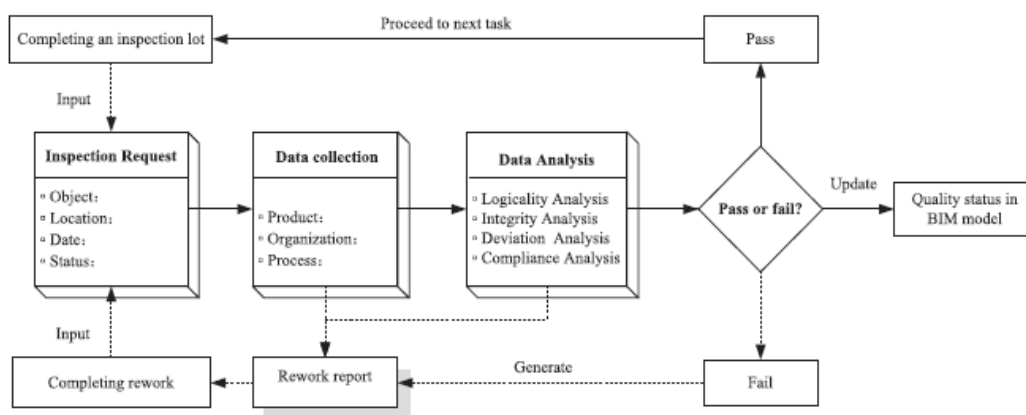 Proceed to next task
Completing an inspection lot
Pass
Input
Inspection Request
▫ Object：
▫ Location：
▫ Date：
▫ Status：
Data collection
▫ Product：
▫ Organization：
▫ Process：
Data Analysis
▫ Logicality Analysis
▫ Integrity Analysis
▫ Deviation Analysis
▫ Compliance Analysis
Pass or fail?
Update
Quality status in
BIM model
Input
Generate
Completing rework
Rework report
Fail